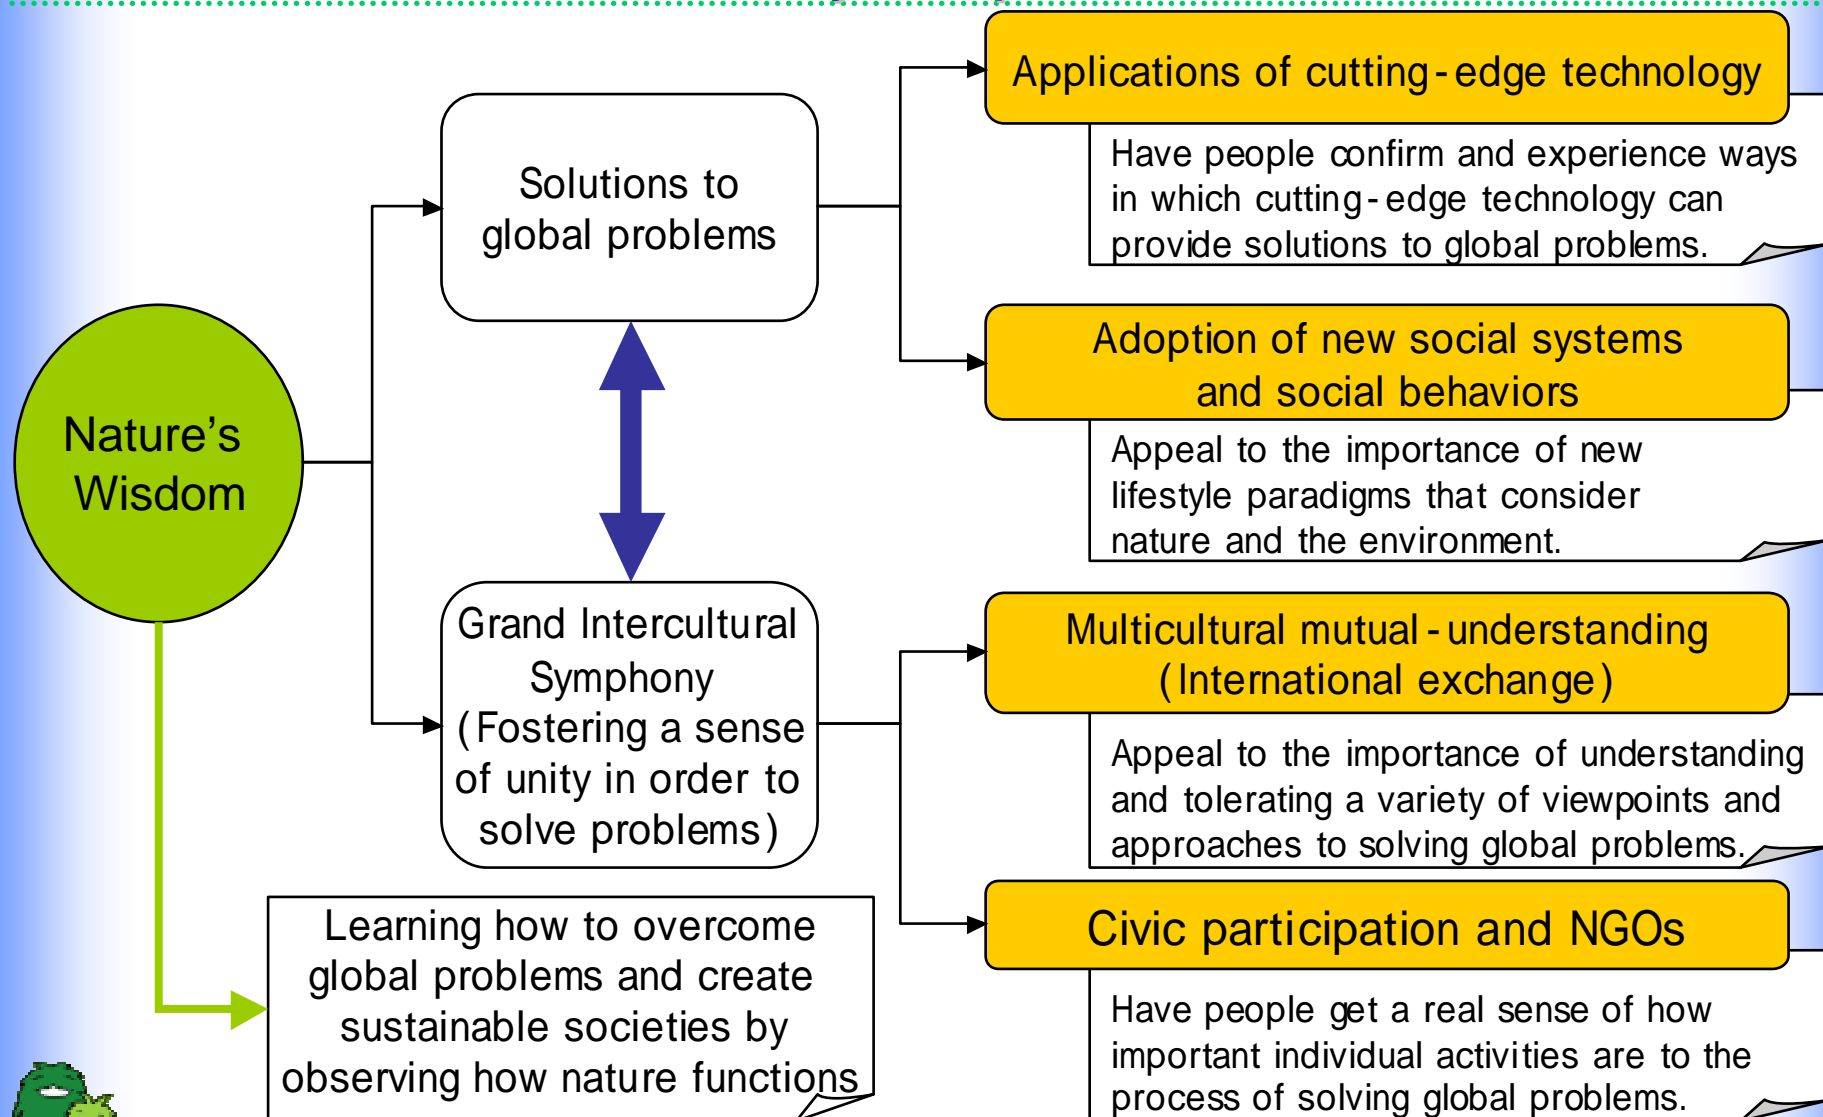 Applications of cutting-edge technology
Have people confirm and experience ways
in which cutting-edge technology can
provide solutions to global problems.
Solutions to
global problems
Adoption of new social systems
and social behaviors
Appeal to the importance of new
lifestyle paradigms that consider
nature and the environment.
Nature's
Wisdom
Grand Intercultural
Symphony
(Fostering a sense
of unity in order to
solve problems)
Multicultural mutual-understanding
(International exchange)
Appeal to the importance of understanding
and tolerating a variety of viewpoints and
approaches to solving global problems.
Civic participation and NGOs
Have people get a real sense of how
important individual activities are to the
process of solving global problems.
Learning how to overcome
global problems and create
sustainable societies by
observing how nature functions